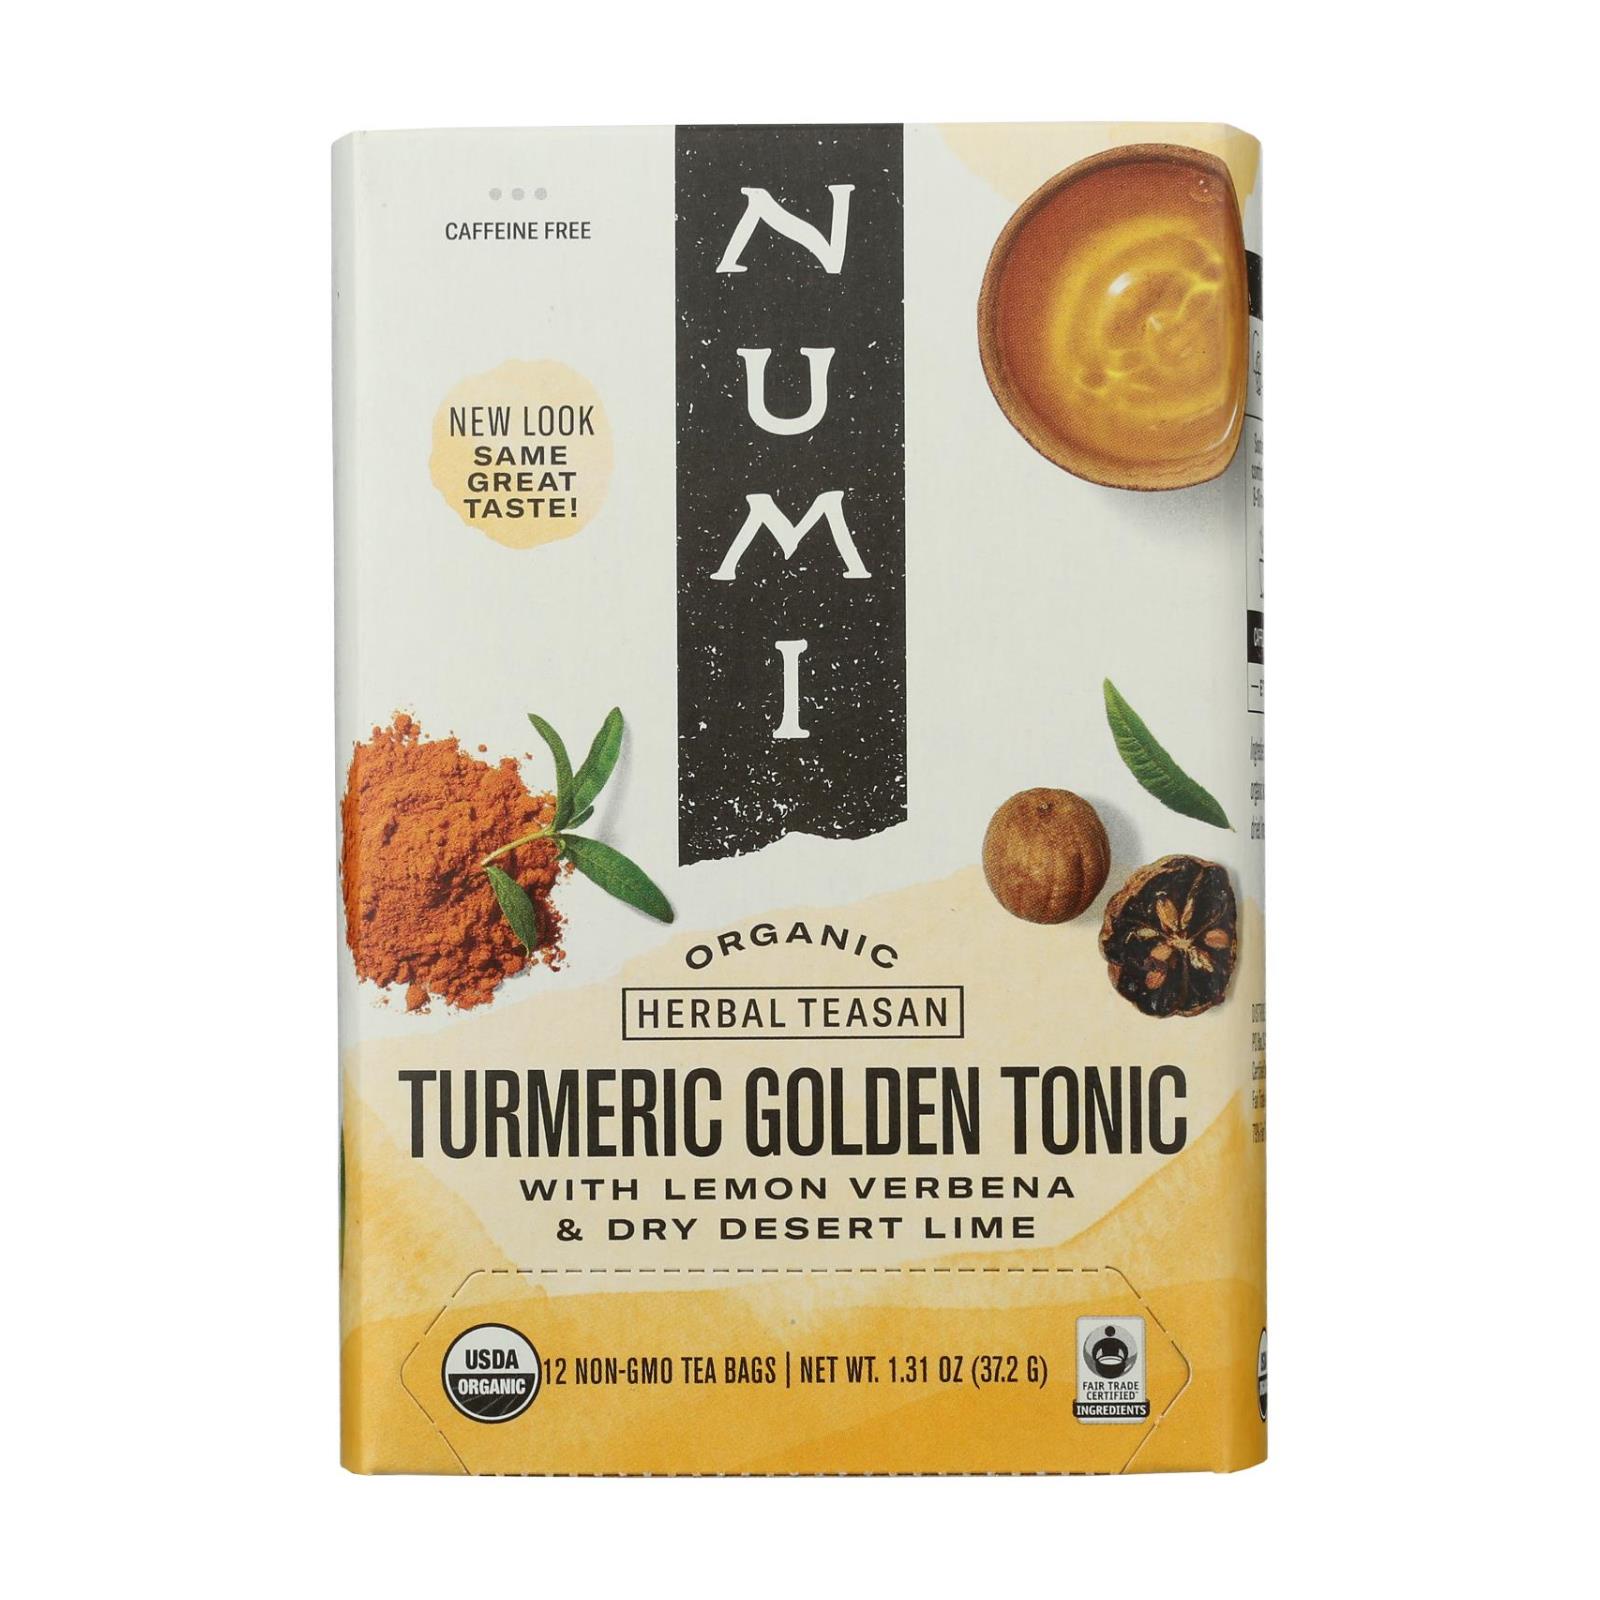 CAFFEINE FREE
NUMI
NEW LOOK
SAME
GREAT
TASTE!
ORGANIC
HERBAL TEASAN
TURMERIC GOLDEN TONIC
WITH LEMON VERBENA
& DRY DESERT LIME
USDA
ORGANIC
12 NON-GMO TEA BAGS | NET WT. 1.31 OZ (37.2 G)
FAIR TRADE
CERTIFIED™
INGREDIENTS